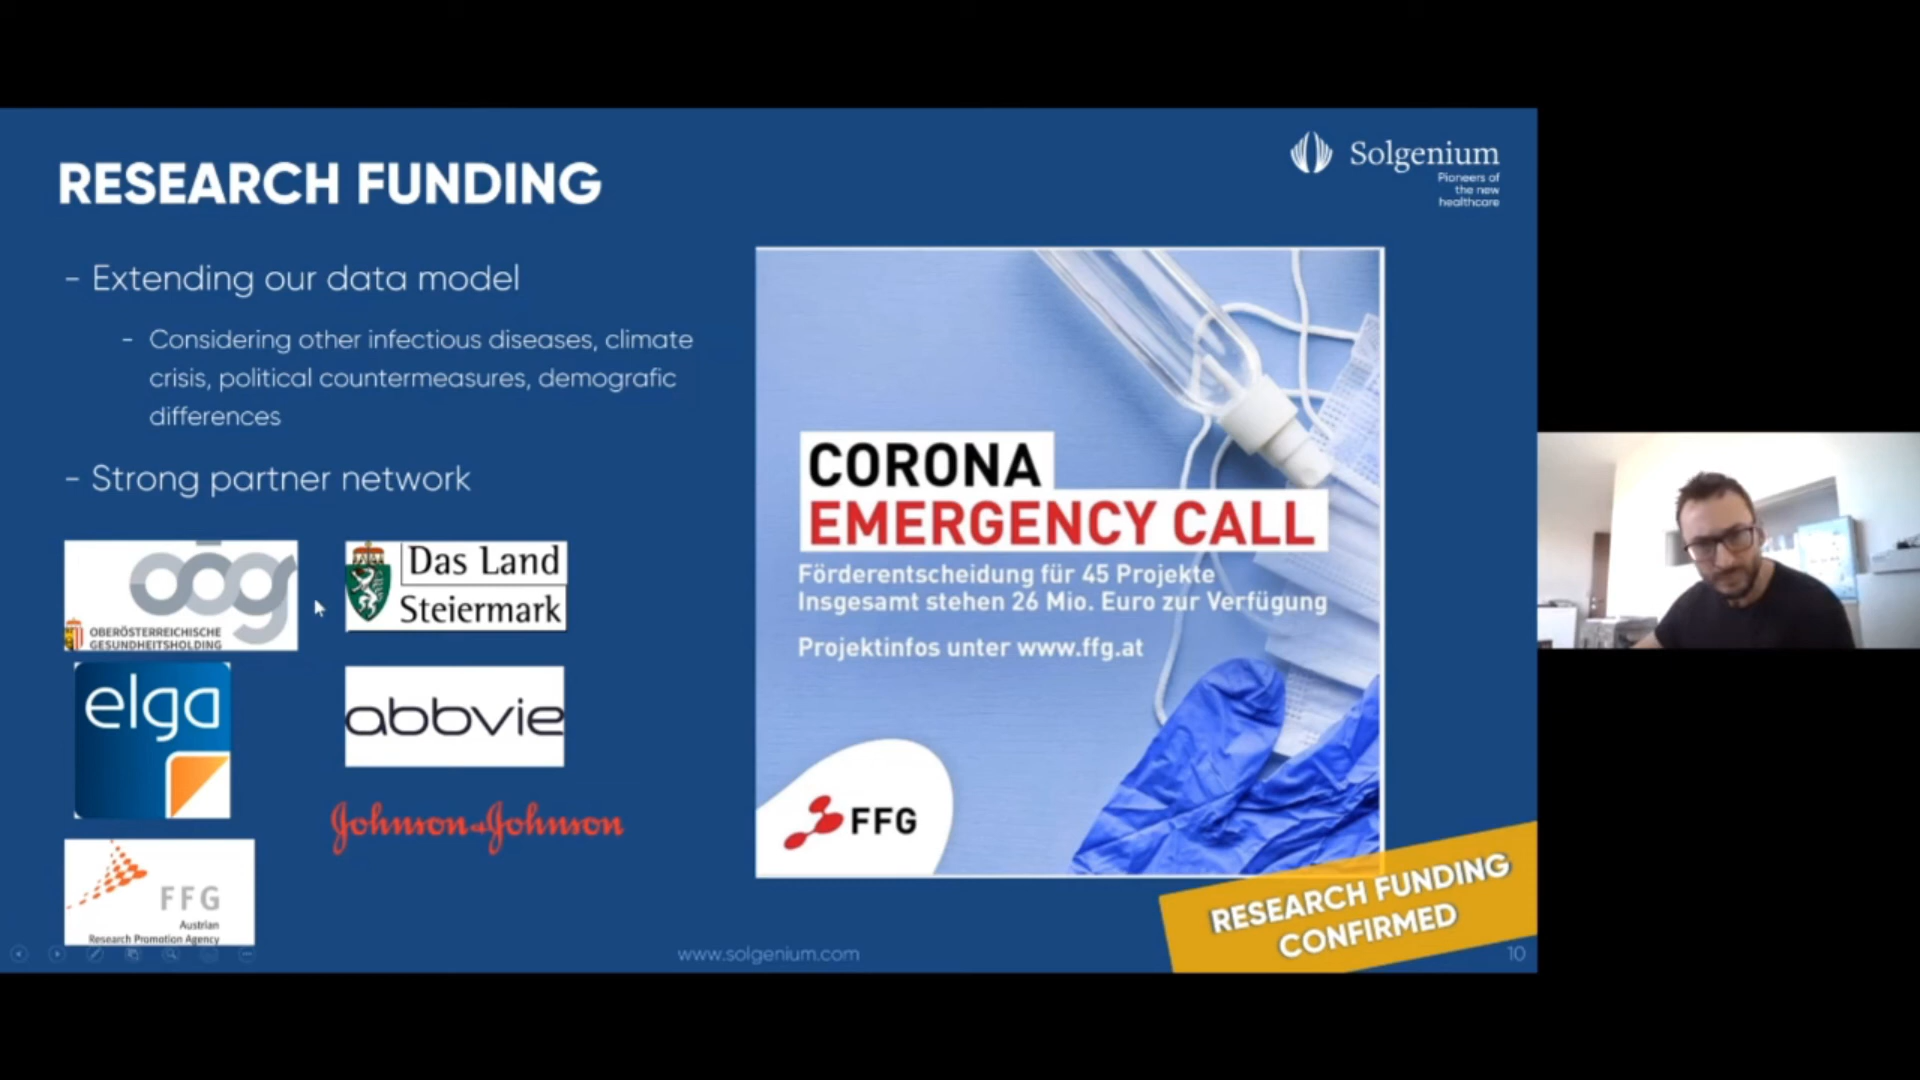 RESEARCH FUNDING
Solgenium
Pioneers of
the new
healthcare
- Extending our data model
- Considering other infectious diseases, climate
crisis, political countermeasures, demografic
differences
- Strong partner network
oög
OBERÖSTERREICHISCHE
GESUNDHEITSHOLDING
Das Land
Steiermark
elga
abbvie
Johnson & Johnson
FFG
Austrian
Research Promotion Agency
CORONA
EMERGENCY CALL
Förderentscheidung für 45 Projekte
Insgesamt stehen 26 Mio. Euro zur Verfügung
Projektinfos unter www.ffg.at
FFG
RESEARCH FUNDING
CONFIRMED
www.solgenium.com
10